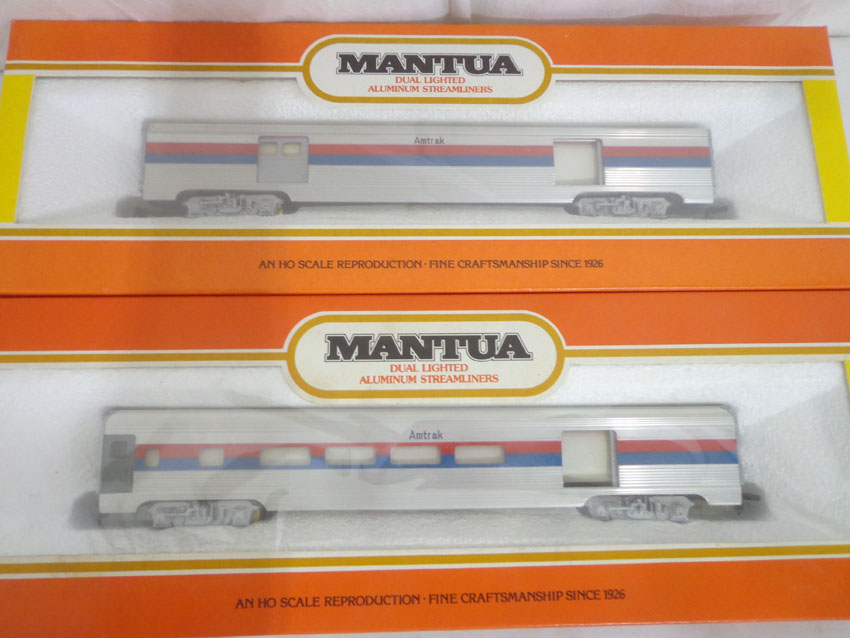 MANTUA
DUAL LIGHTED
ALUMINUM STREAMLINERS
Amtrak
AN HO SCALE REPRODUCTION · FINE CRAFTSMANSHIP SINCE 1926
MANTUA
DUAL LIGHTED
ALUMINUM STREAMLINERS
Amtrak
AN HO SCALE REPRODUCTION · FINE CRAFTSMANSHIP SINCE 1926